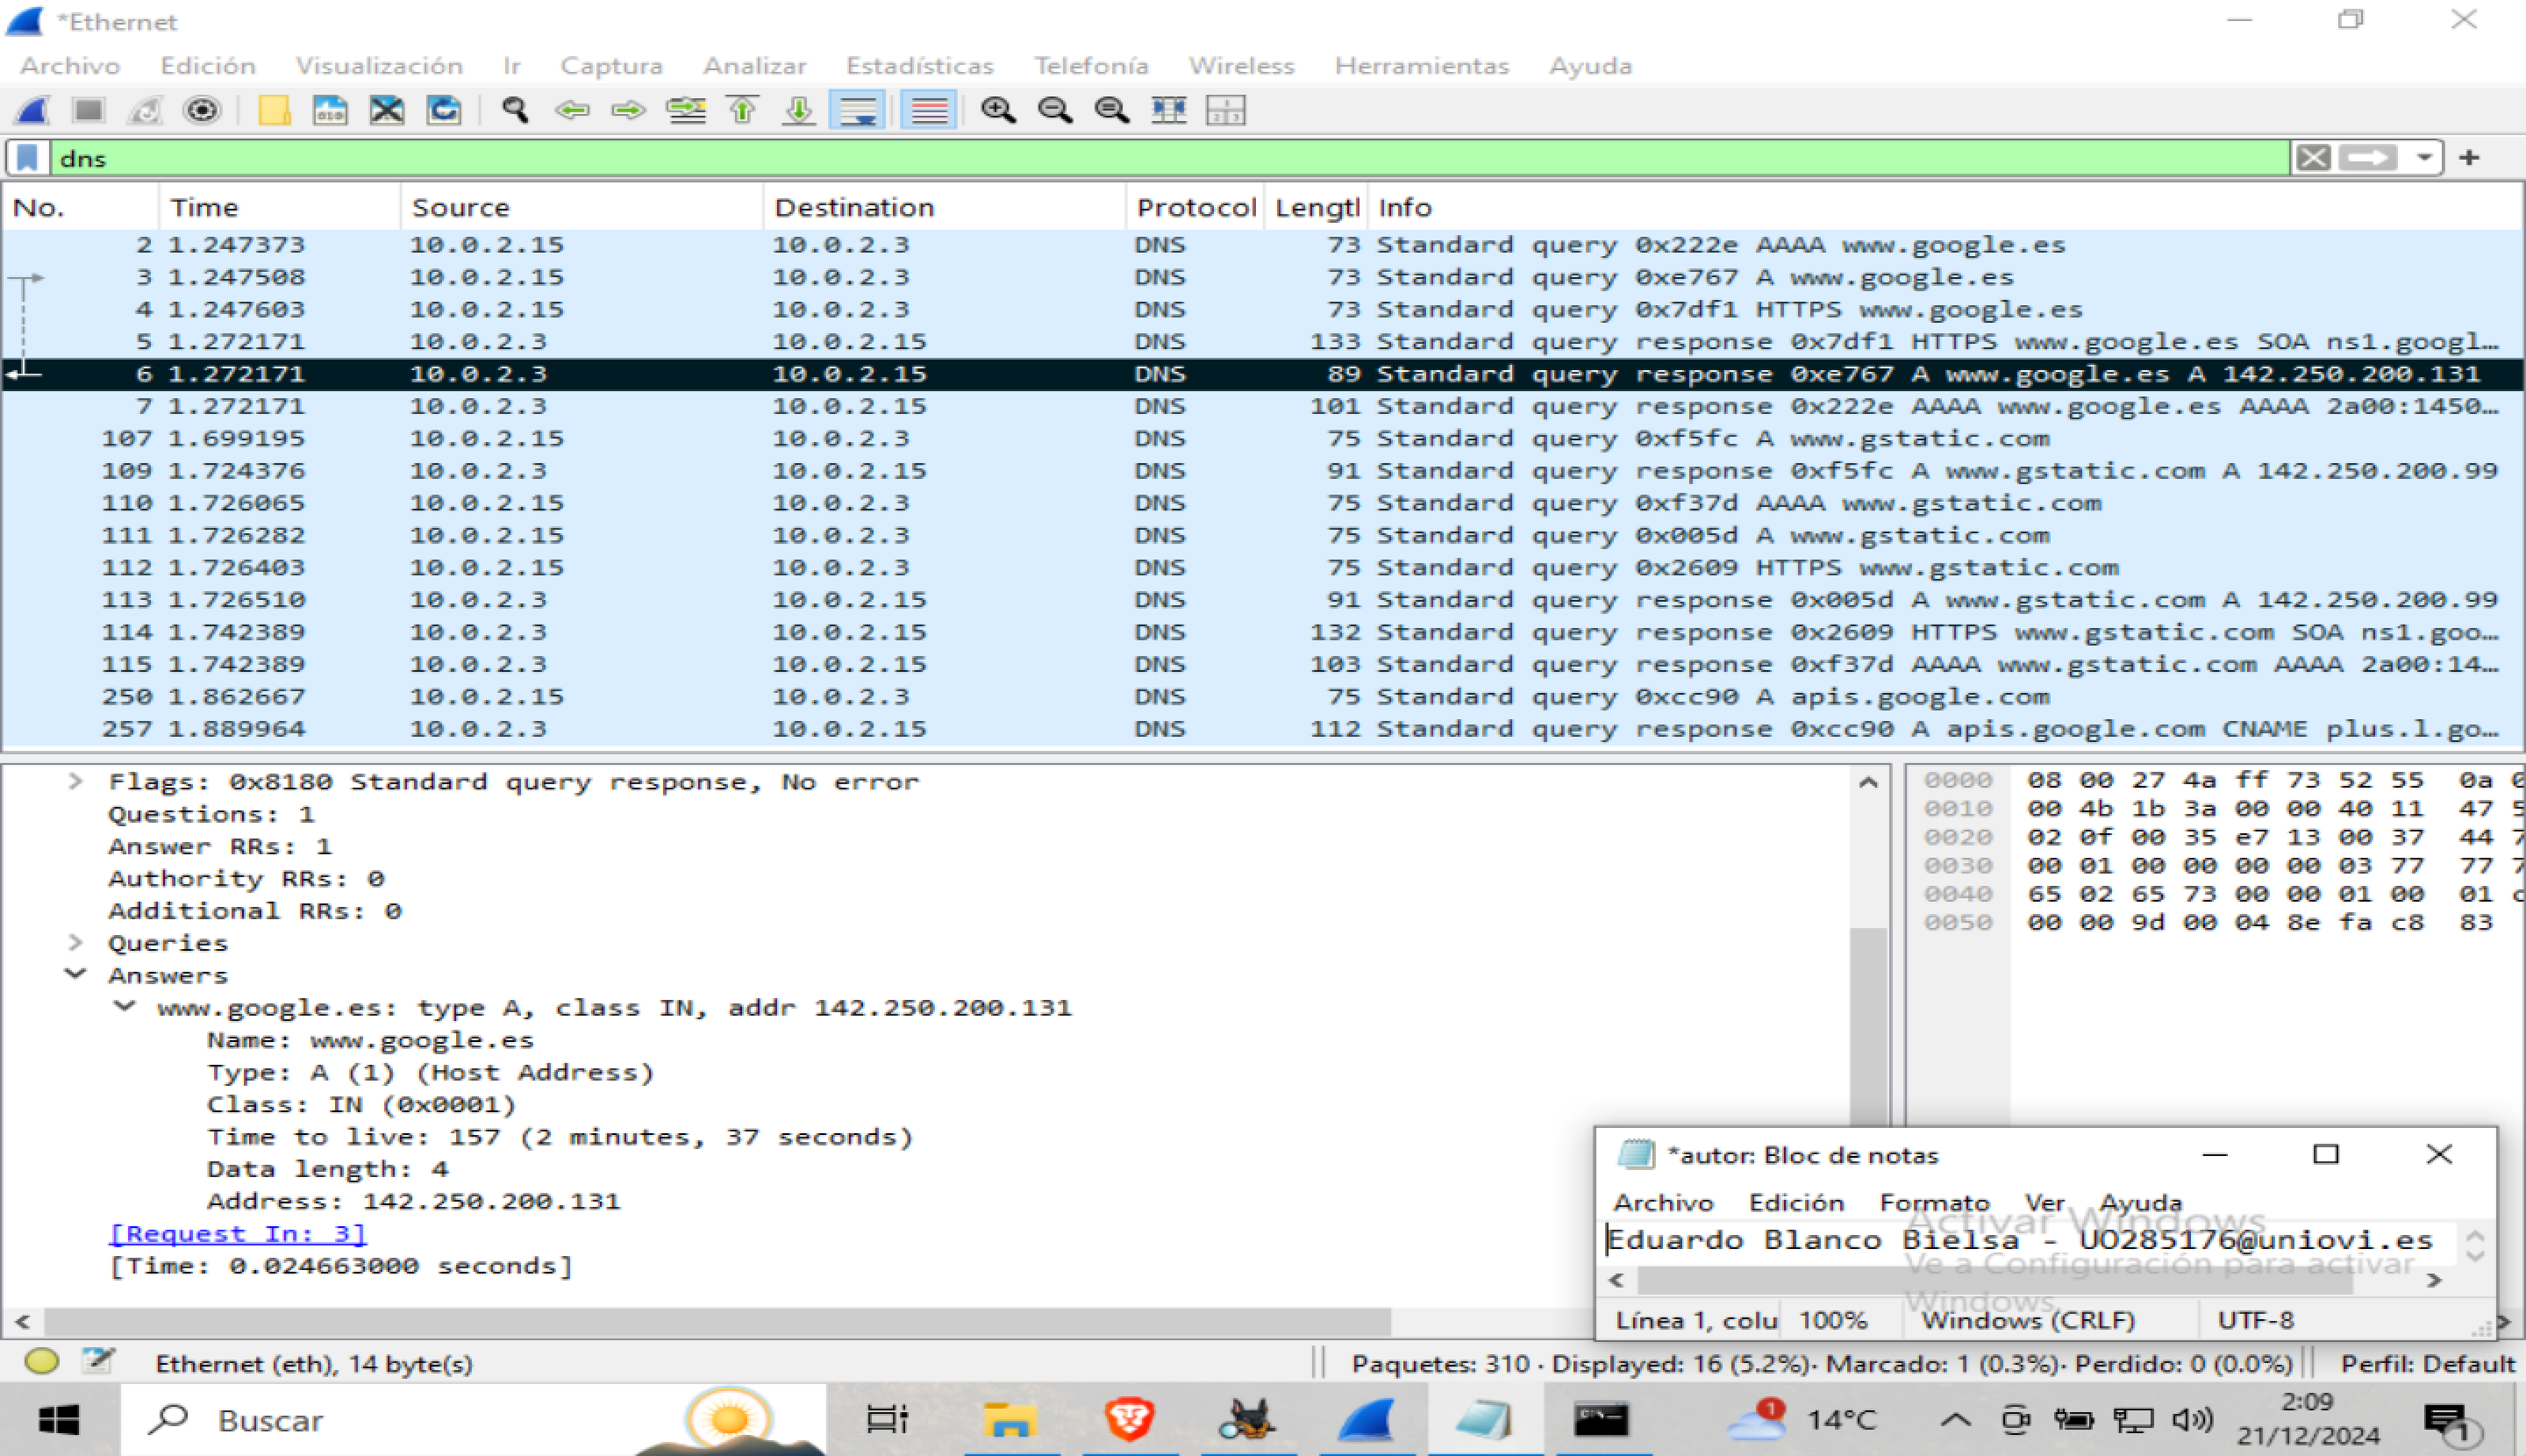 *Ethernet
Archivo Edición Visualización Ir Captura Analizar Estadísticas Telefonía Wireless Herramientas Ayuda
dns
No. Time Source Destination Protocol Lengtl Info
2 1.247373 10.0.2.15 10.0.2.3 DNS 73 Standard query 0x222e AAAA www.google.es
3 1.247508 10.0.2.15 10.0.2.3 DNS 73 Standard query 0xe767 A www.google.es
4 1.247603 10.0.2.15 10.0.2.3 DNS 73 Standard query 0x7df1 HTTPS www.google.es
5 1.272171 10.0.2.3 10.0.2.15 DNS 133 Standard query response 0x7df1 HTTPS www.google.es SOA ns1.googl…
6 1.272171 10.0.2.3 10.0.2.15 DNS 89 Standard query response 0xe767 A www.google.es A 142.250.200.131
7 1.272171 10.0.2.3 10.0.2.15 DNS 101 Standard query response 0x222e AAAA www.google.es AAAA 2a00:1450…
107 1.699195 10.0.2.15 10.0.2.3 DNS 75 Standard query 0xf5fc A www.gstatic.com
109 1.724376 10.0.2.3 10.0.2.15 DNS 91 Standard query response 0xf5fc A www.gstatic.com A 142.250.200.99
110 1.726065 10.0.2.15 10.0.2.3 DNS 75 Standard query 0xf37d AAAA www.gstatic.com
111 1.726282 10.0.2.15 10.0.2.3 DNS 75 Standard query 0x005d A www.gstatic.com
112 1.726403 10.0.2.15 10.0.2.3 DNS 75 Standard query 0x2609 HTTPS www.gstatic.com
113 1.726510 10.0.2.3 10.0.2.15 DNS 91 Standard query response 0x005d A www.gstatic.com A 142.250.200.99
114 1.742389 10.0.2.3 10.0.2.15 DNS 132 Standard query response 0x2609 HTTPS www.gstatic.com SOA ns1.goo…
115 1.742389 10.0.2.3 10.0.2.15 DNS 103 Standard query response 0xf37d AAAA www.gstatic.com AAAA 2a00:14…
250 1.862667 10.0.2.15 10.0.2.3 DNS 75 Standard query 0xcc90 A apis.google.com
257 1.889964 10.0.2.3 10.0.2.15 DNS 112 Standard query response 0xcc90 A apis.google.com CNAME plus.l.go…
Flags: 0x8180 Standard query response, No error
Questions: 1
Answer RRs: 1
Authority RRs: 0
Additional RRs: 0
Queries
Answers
www.google.es: type A, class IN, addr 142.250.200.131
Name: www.google.es
Type: A (1) (Host Address)
Class: IN (0x0001)
Time to live: 157 (2 minutes, 37 seconds)
Data length: 4
Address: 142.250.200.131
[Request In: 3]
[Time: 0.024663000 seconds]
0000 08 00 27 4a ff 73 52 55 0a
0010 00 4b 1b 3a 00 00 40 11 47
0020 02 0f 00 35 e7 13 00 37 44
0030 00 01 00 00 00 00 03 77 77
0040 65 02 65 73 00 00 01 00 01
0050 00 00 9d 00 04 8e fa c8 83
*autor: Bloc de notas
Archivo Edición Formato Ver Ayuda
Eduardo Blanco Bielsa - UO285176@uniovi.es
Línea 1, colu 100% Windows (CRLF) UTF-8
Activar Windows
Ve a Configuración para activar
Windows.
Ethernet (eth), 14 byte(s) Paquetes: 310 · Displayed: 16 (5.2%)· Marcado: 1 (0.3%)· Perdido: 0 (0.0%) Perfil: Default
Buscar 1 14°C 2:09
21/12/2024 1